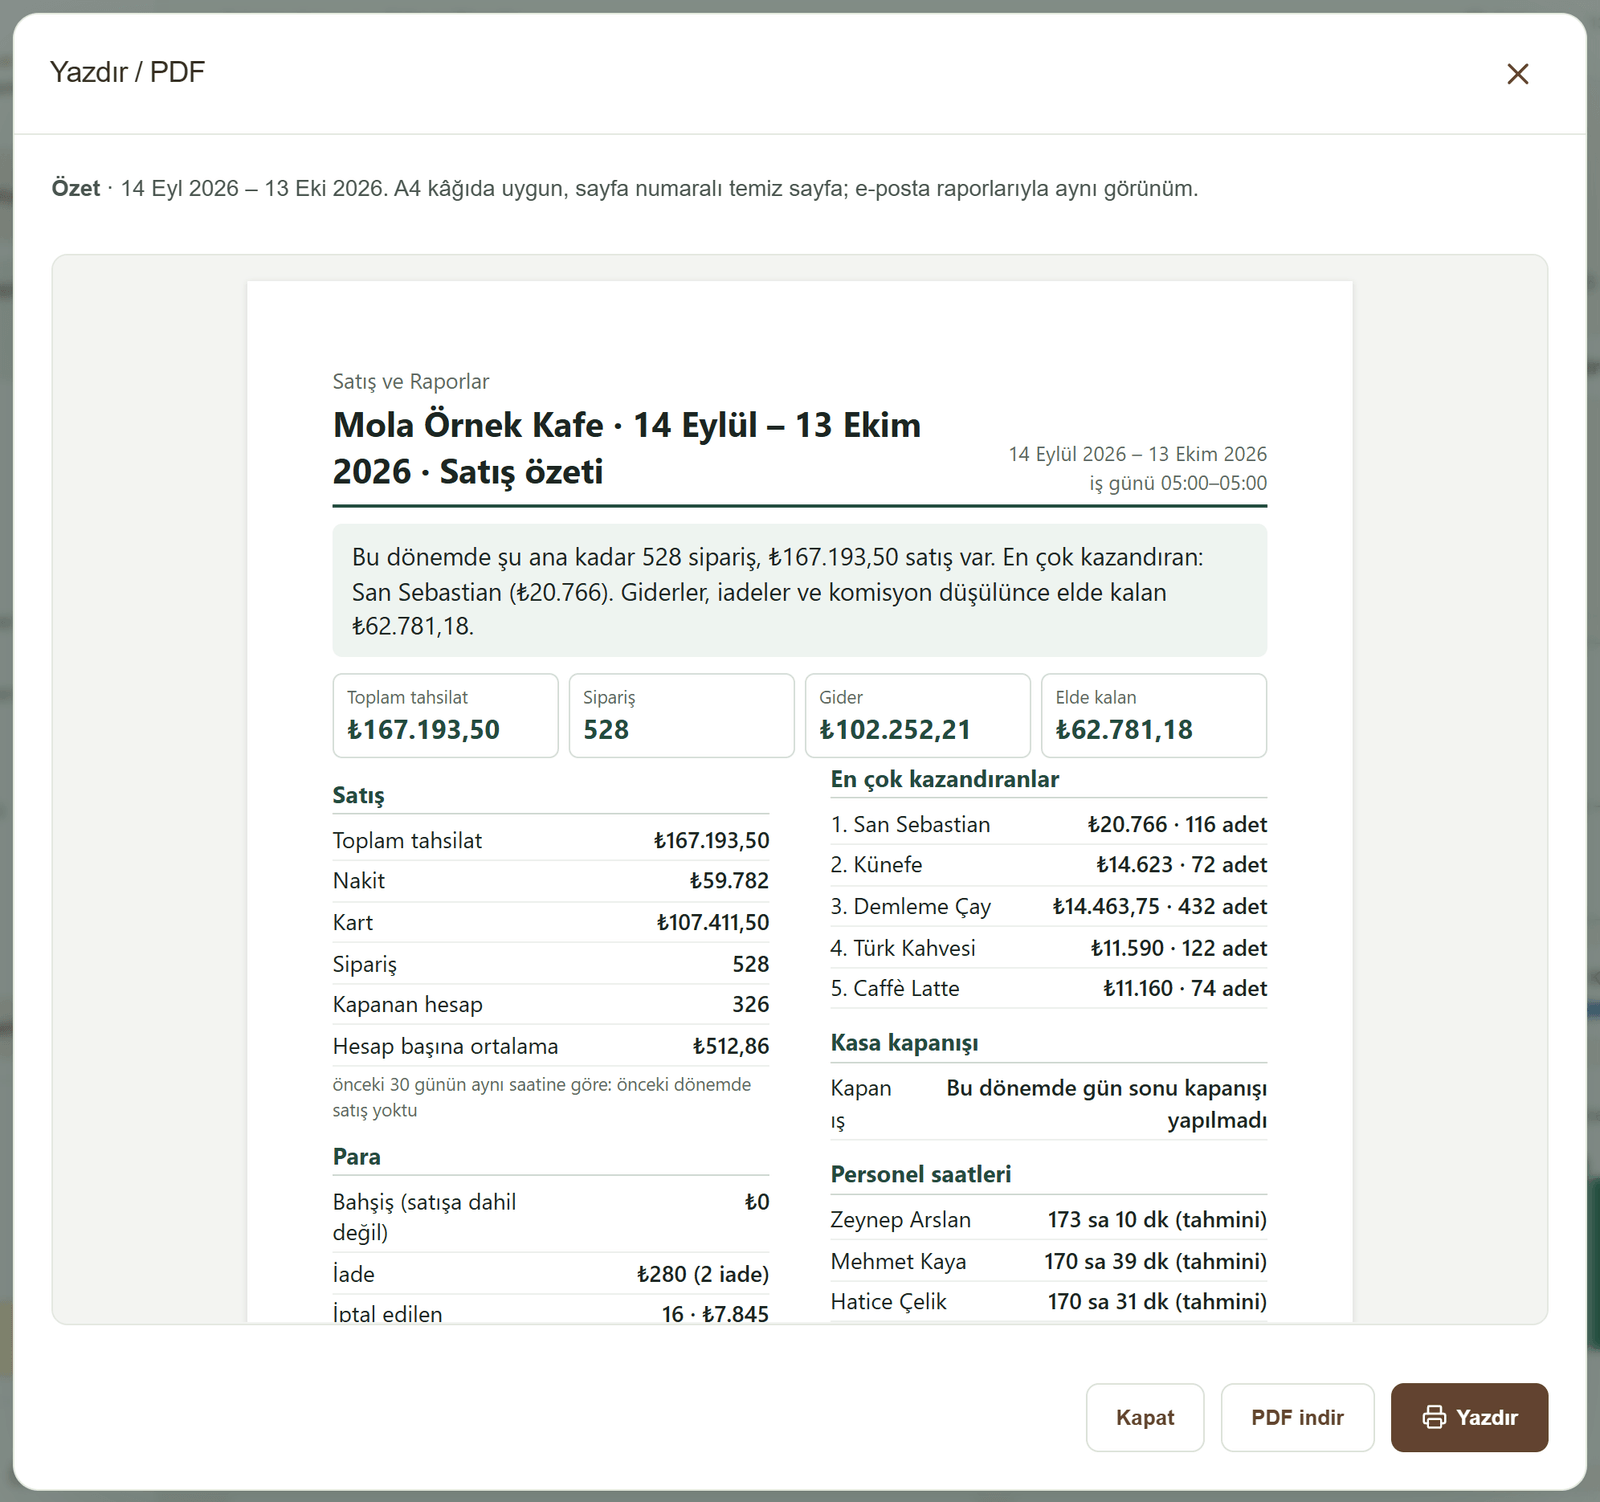 Yazdır / PDF
Özet · 14 Eyl 2026 – 13 Eki 2026. A4 kâğıda uygun, sayfa numaralı temiz sayfa; e-posta raporlarıyla aynı görünüm.
Satış ve Raporlar
Mola Örnek Kafe · 14 Eylül – 13 Ekim
2026 · Satış özeti
14 Eylül 2026 – 13 Ekim 2026
iş günü 05:00–05:00
Bu dönemde şu ana kadar 528 sipariş, ₺167.193,50 satış var. En çok kazandıran:
San Sebastian (₺20.766). Giderler, iadeler ve komisyon düşülünce elde kalan
₺62.781,18.
Toplam tahsilat
₺167.193,50
Sipariş
528
Gider
₺102.252,21
Elde kalan
₺62.781,18
Satış
Toplam tahsilat ₺167.193,50
Nakit ₺59.782
Kart ₺107.411,50
Sipariş 528
Kapanan hesap 326
Hesap başına ortalama ₺512,86
önceki 30 günün aynı saatine göre: önceki dönemde
satış yoktu
Para
Bahşiş (satışa dahil ₺0
değil)
İade ₺280 (2 iade)
İptal edilen 16 · ₺7.845
En çok kazandıranlar
1. San Sebastian ₺20.766 · 116 adet
2. Künefe ₺14.623 · 72 adet
3. Demleme Çay ₺14.463,75 · 432 adet
4. Türk Kahvesi ₺11.590 · 122 adet
5. Caffè Latte ₺11.160 · 74 adet
Kasa kapanışı
Kapan Bu dönemde gün sonu kapanışı
ış yapılmadı
Personel saatleri
Zeynep Arslan 173 sa 10 dk (tahmini)
Mehmet Kaya 170 sa 39 dk (tahmini)
Hatice Çelik 170 sa 31 dk (tahmini)
Kapat
PDF indir
Yazdır